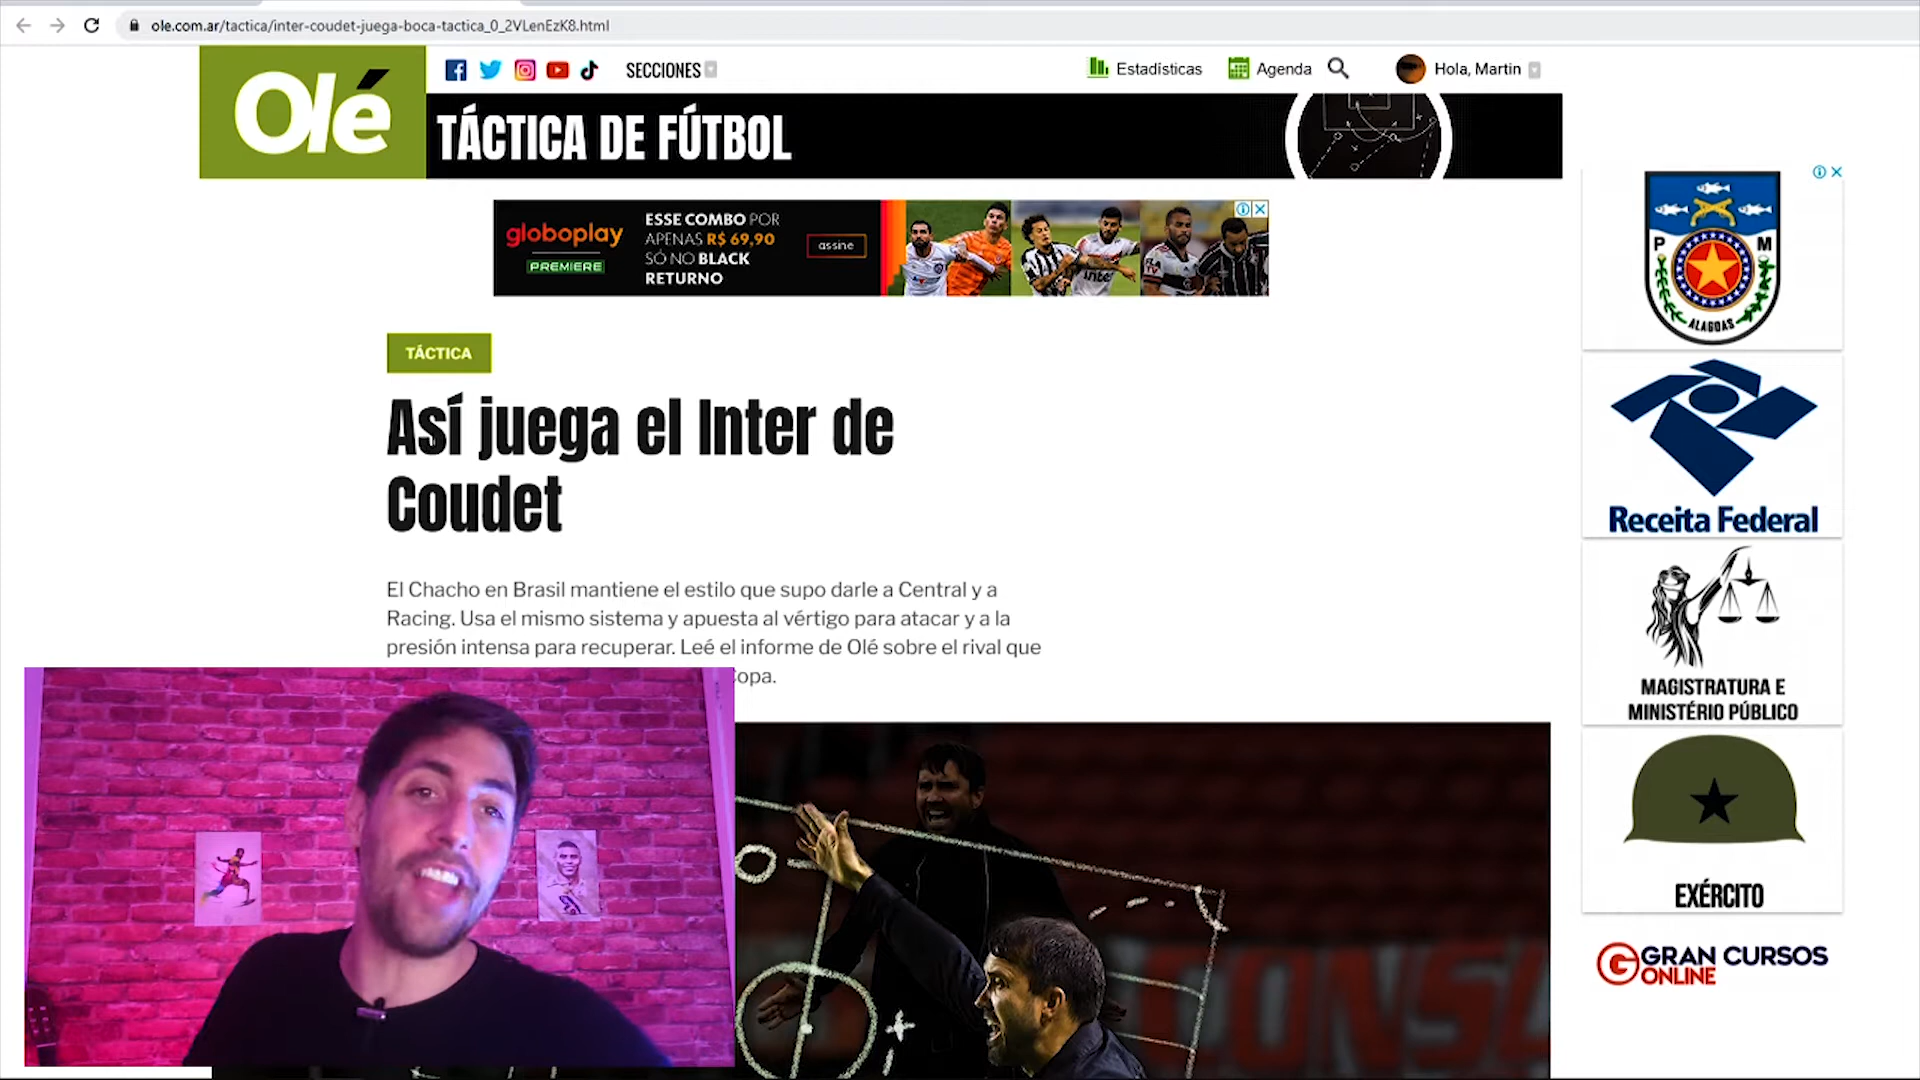 ole.com.ar/tactica/inter-coudet-juega-boca-tactica_0_2VLenEzK8.html
Olé
SECCIONES
Estadísticas
Agenda
Hola, Martin
TÁCTICA DE FÚTBOL
globoplay
PREMIERE
ESSE COMBO POR
APENAS R$ 69,90
SÓ NO BLACK
RETURNO
assine
TÁCTICA
Así juega el Inter de
Coudet
El Chacho en Brasil mantiene el estilo que supo darle a Central y a
Racing. Usa el mismo sistema y apuesta al vértigo para atacar y a la
presión intensa para recuperar. Leé el informe de Olé sobre el rival que
Copa.
P M
ALAGOAS
Receita Federal
MAGISTRATURA E
MINISTÉRIO PÚBLICO
EXÉRCITO
GRAN CURSOS
ONLINE